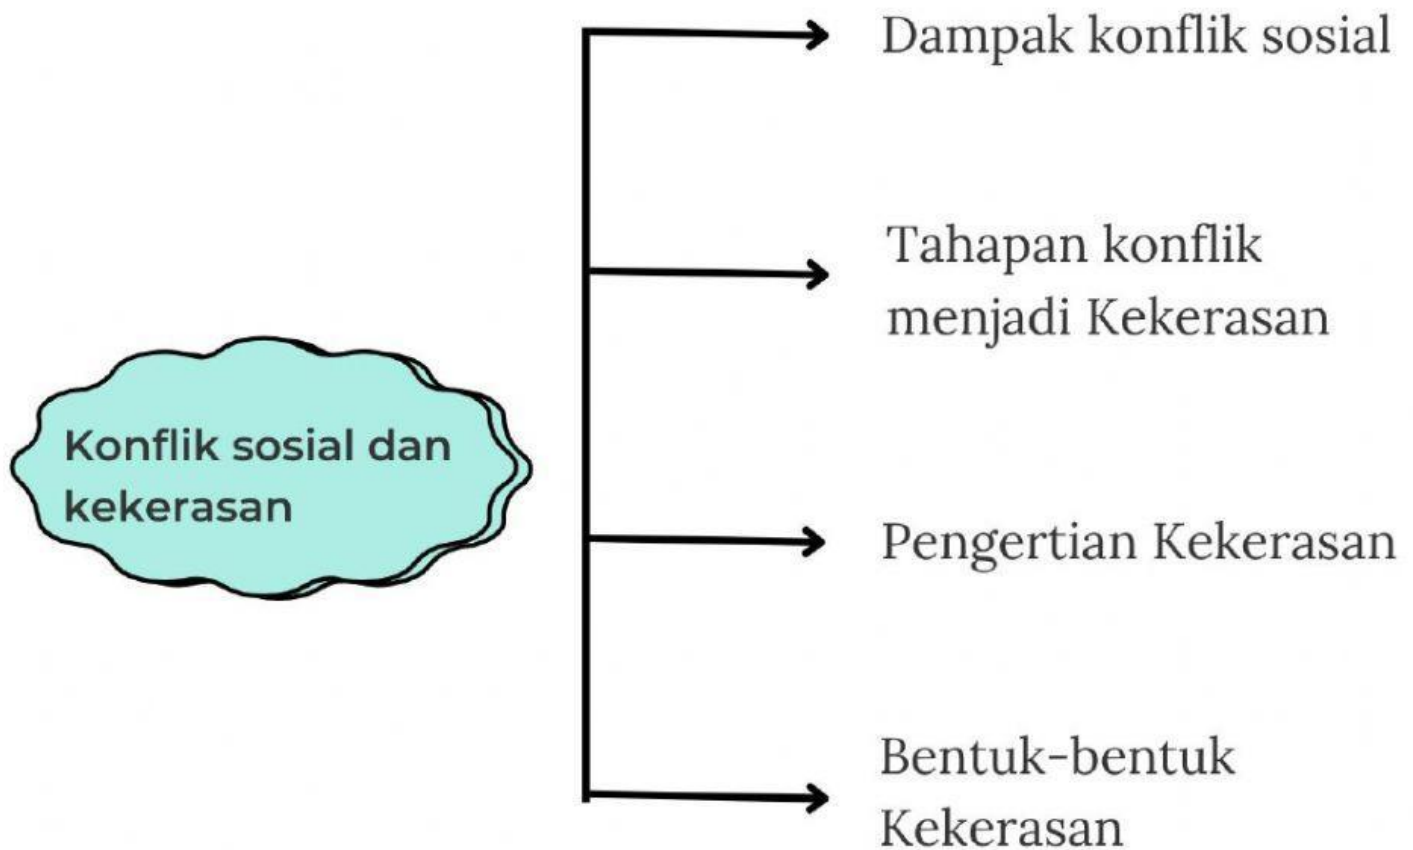 Dampak konflik sosial
Tahapan konflik
menjadi Kekerasan
Konflik sosial dan
kekerasan
Pengertian Kekerasan
Bentuk-bentuk
Kekerasan